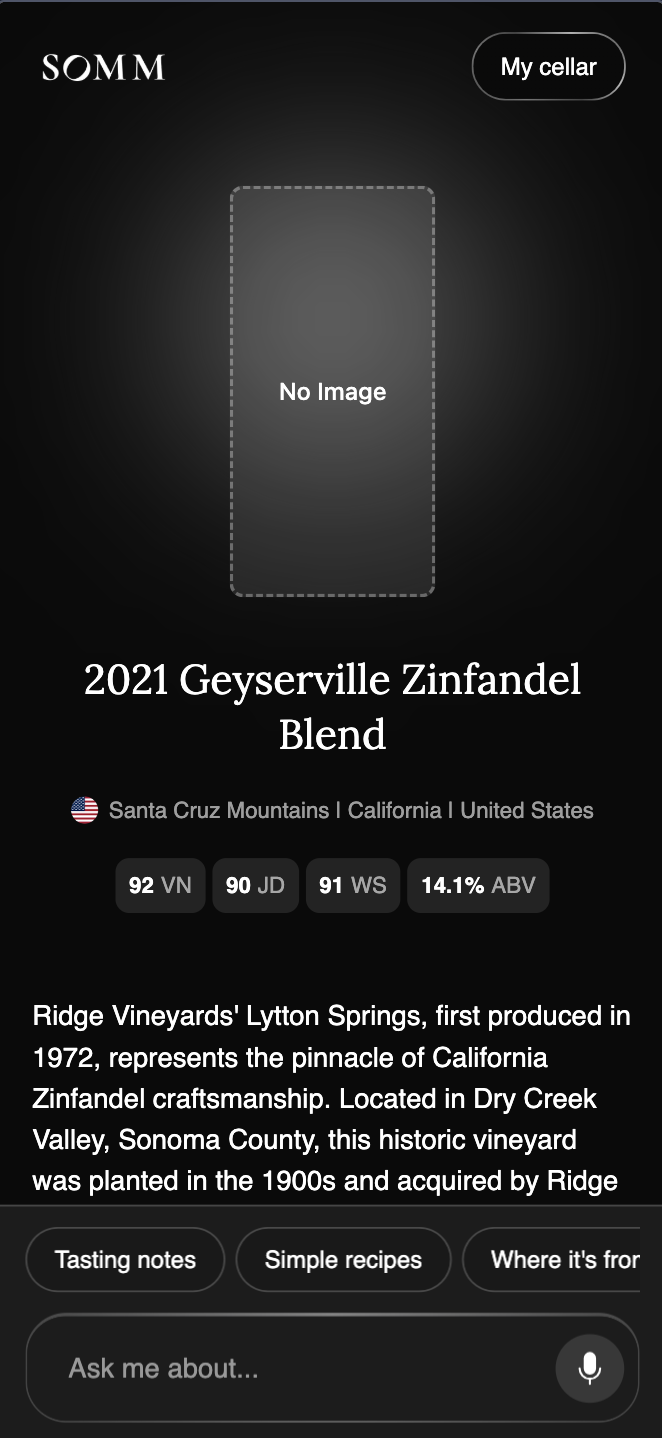 SOMM
My cellar
No Image
2021 Geyserville Zinfandel
Blend
Santa Cruz Mountains | California | United States
92 VN 90 JD 91 WS 14.1% ABV
Ridge Vineyards' Lytton Springs, first produced in
1972, represents the pinnacle of California
Zinfandel craftsmanship. Located in Dry Creek
Valley, Sonoma County, this historic vineyard
was planted in the 1900s and acquired by Ridge
Tasting notes
Simple recipes
Where it's from
Ask me about...